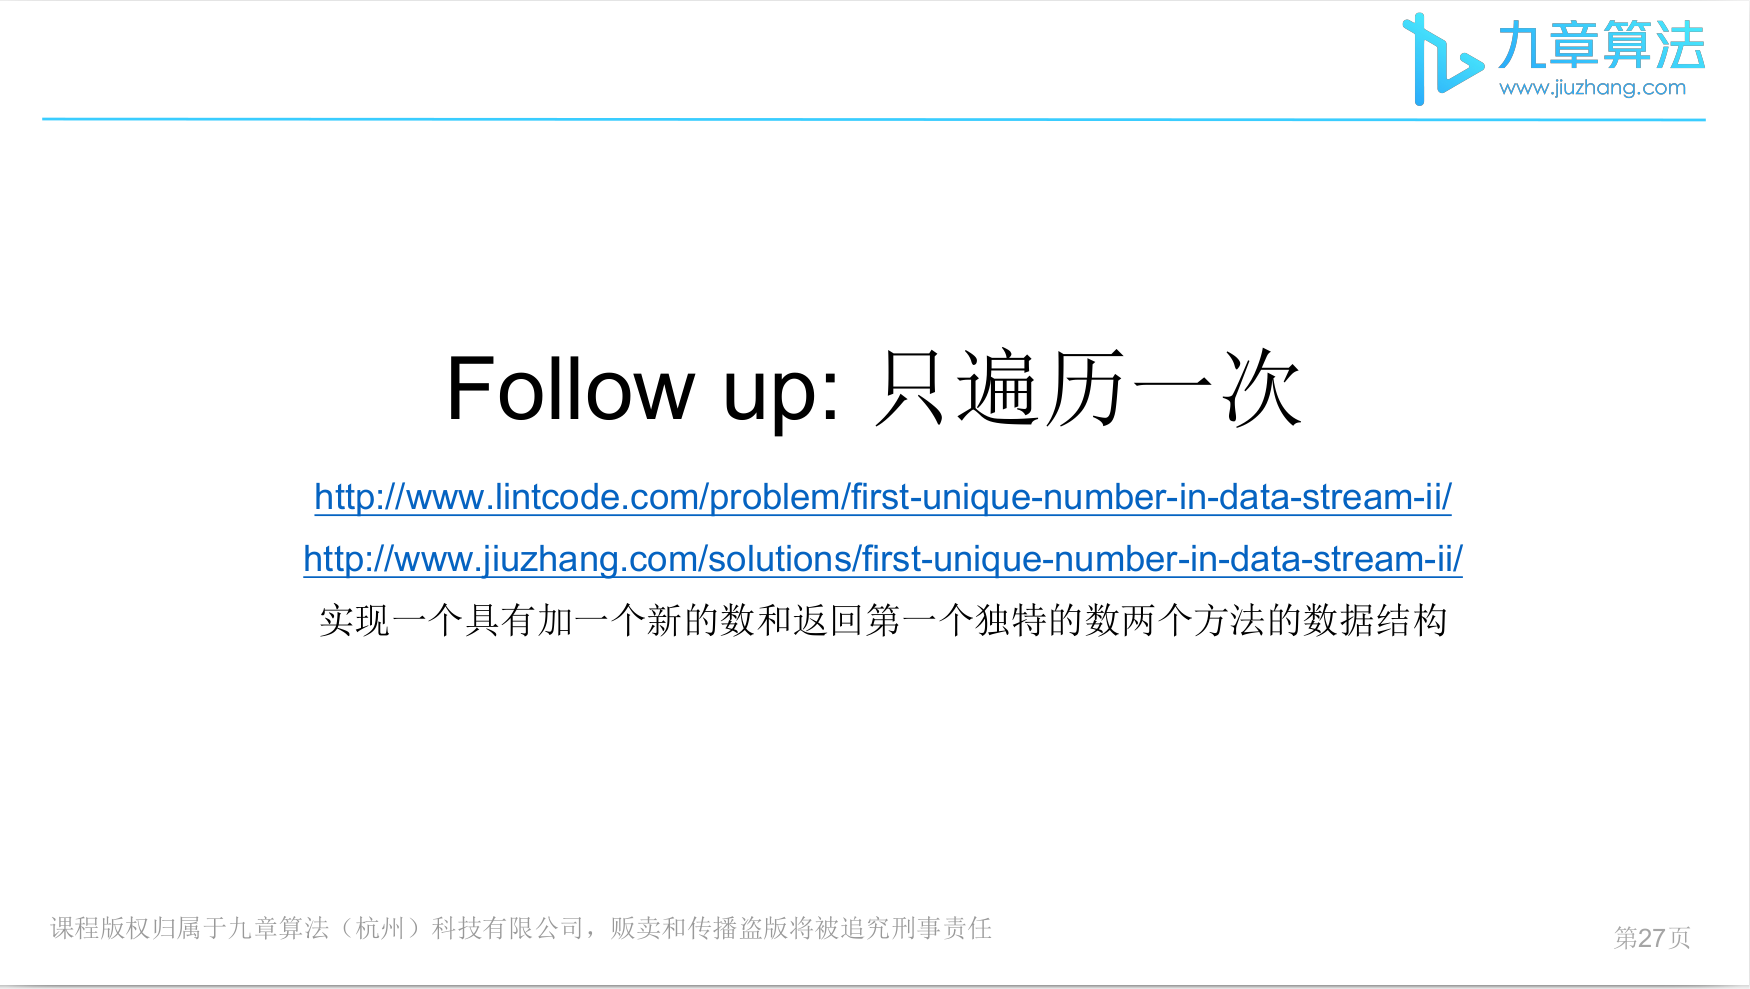 九章算法
www.jiuzhang.com
Follow up: 只遍历一次
http://www.lintcode.com/problem/first-unique-number-in-data-stream-ii/
http://www.jiuzhang.com/solutions/first-unique-number-in-data-stream-ii/
实现一个具有加一个新的数和返回第一个独特的数两个方法的数据结构
课程版权归属于九章算法（杭州）科技有限公司，贩卖和传播盗版将被追究刑事责任
第27页